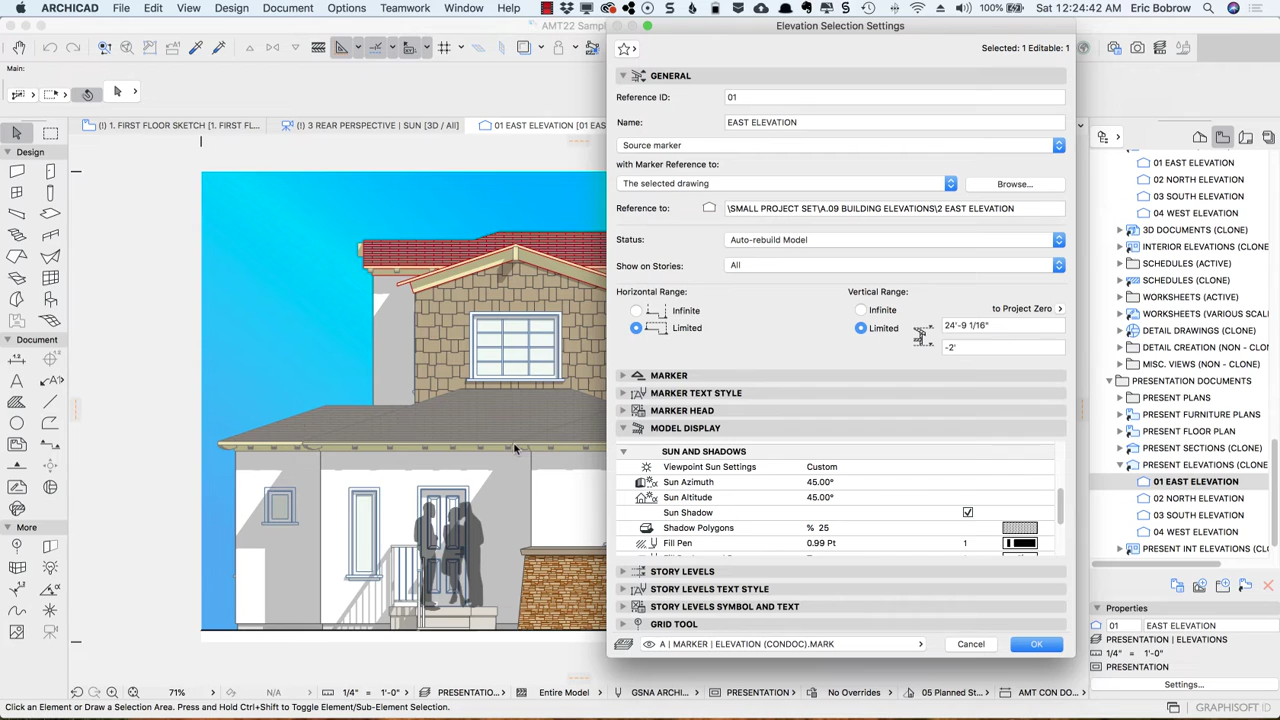 ARCHICAD File Edit View Design Document Options Teamwork Window Help 100% Sat 12:24:42 Eric Bobrow
AMT22 Sampl
Elevation Selection Settings
Selected: 1 Editable: 1
Main:
(!) 1. FIRST FLOOR SKETCH [1. FIRST FL... (!) 3 REAR PERSPECTIVE | SUN [3D / All] 01 EAST ELEVATION [01 EAS
Design
Document
More
GENERAL
Reference ID: 01
Name: EAST ELEVATION
Source marker
with Marker Reference to:
The selected drawing Browse...
Reference to: \SMALL PROJECT SET\A.09 BUILDING ELEVATIONS\2 EAST ELEVATION
Status: Auto-rebuild Model
Show on Stories: All
Horizontal Range: Vertical Range:
Infinite Infinite to Project Zero
Limited Limited 24'-9 1/16"
-2'
MARKER
MARKER TEXT STYLE
MARKER HEAD
MODEL DISPLAY
SUN AND SHADOWS
Viewpoint Sun Settings Custom
Sun Azimuth 45.00°
Sun Altitude 45.00°
Sun Shadow
Shadow Polygons % 25
Fill Pen 0.99 Pt 1
STORY LEVELS
STORY LEVELS TEXT STYLE
STORY LEVELS SYMBOL AND TEXT
GRID TOOL
A | MARKER | ELEVATION (CONDOC).MARK Cancel OK
01 EAST ELEVATION
02 NORTH ELEVATION
03 SOUTH ELEVATION
04 WEST ELEVATION
3D DOCUMENTS (CLONE)
INTERIOR ELEVATIONS (CLONE)
SCHEDULES (ACTIVE)
SCHEDULES (CLONE)
WORKSHEETS (ACTIVE)
WORKSHEETS (VARIOUS SCALE
DETAIL DRAWINGS (CLONE)
DETAIL CREATION (NON - CLON
MISC. VIEWS (NON - CLONE)
PRESENTATION DOCUMENTS
PRESENT PLANS
PRESENT FURNITURE PLANS
PRESENT FLOOR PLAN
PRESENT SECTIONS (CLONE)
PRESENT ELEVATIONS (CLONE)
01 EAST ELEVATION
02 NORTH ELEVATION
03 SOUTH ELEVATION
04 WEST ELEVATION
PRESENT INT ELEVATIONS (CLO
Properties
01 EAST ELEVATION
PRESENTATION | ELEVATIONS
1/4" = 1'-0"
PRESENTATION
Settings...
71% 1/4" = 1'-0" PRESENTATIO... Entire Model GSNA ARCHI... PRESENTATION No Overrides 05 Planned St... AMT CON DO...
Click an Element or Draw a Selection Area. Press and Hold Ctrl+Shift to Toggle Element/Sub-Element Selection.
GRAPHISOFT ID